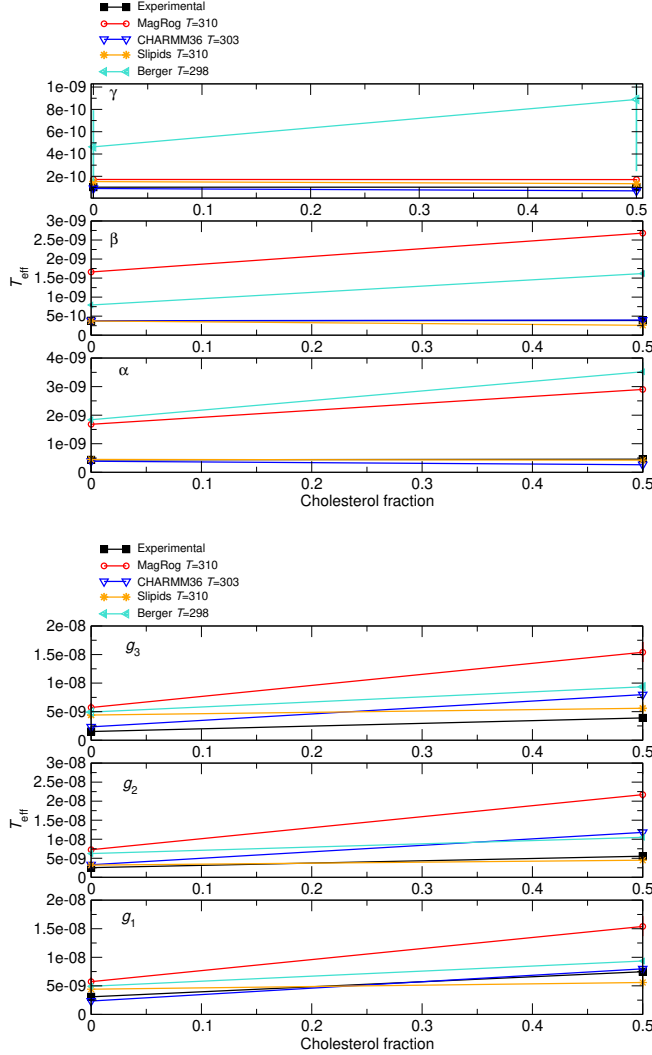 Experimental
MagRog T=310
CHARMM36 T=303
Slipids T=310
Berger T=298
1e-09
8e-10
6e-10
4e-10
2e-10
γ
0 0.1 0.2 0.3 0.4 0.5
3e-09
2.5e-09
2e-09
1.5e-09
1e-09
5e-10
0
β
T_eff
0 0.1 0.2 0.3 0.4 0.5
4e-09
3e-09
2e-09
1e-09
0
α
0 0.1 0.2 0.3 0.4 0.5
Cholesterol fraction
Experimental
MagRog T=310
CHARMM36 T=303
Slipids T=310
Berger T=298
2e-08
1.5e-08
1e-08
5e-09
0
g3
0 0.1 0.2 0.3 0.4 0.5
3e-08
2.5e-08
2e-08
1.5e-08
1e-08
5e-09
0
g2
T_eff
0 0.1 0.2 0.3 0.4 0.5
2e-08
1.5e-08
1e-08
5e-09
0
g1
0 0.1 0.2 0.3 0.4 0.5
Cholesterol fraction